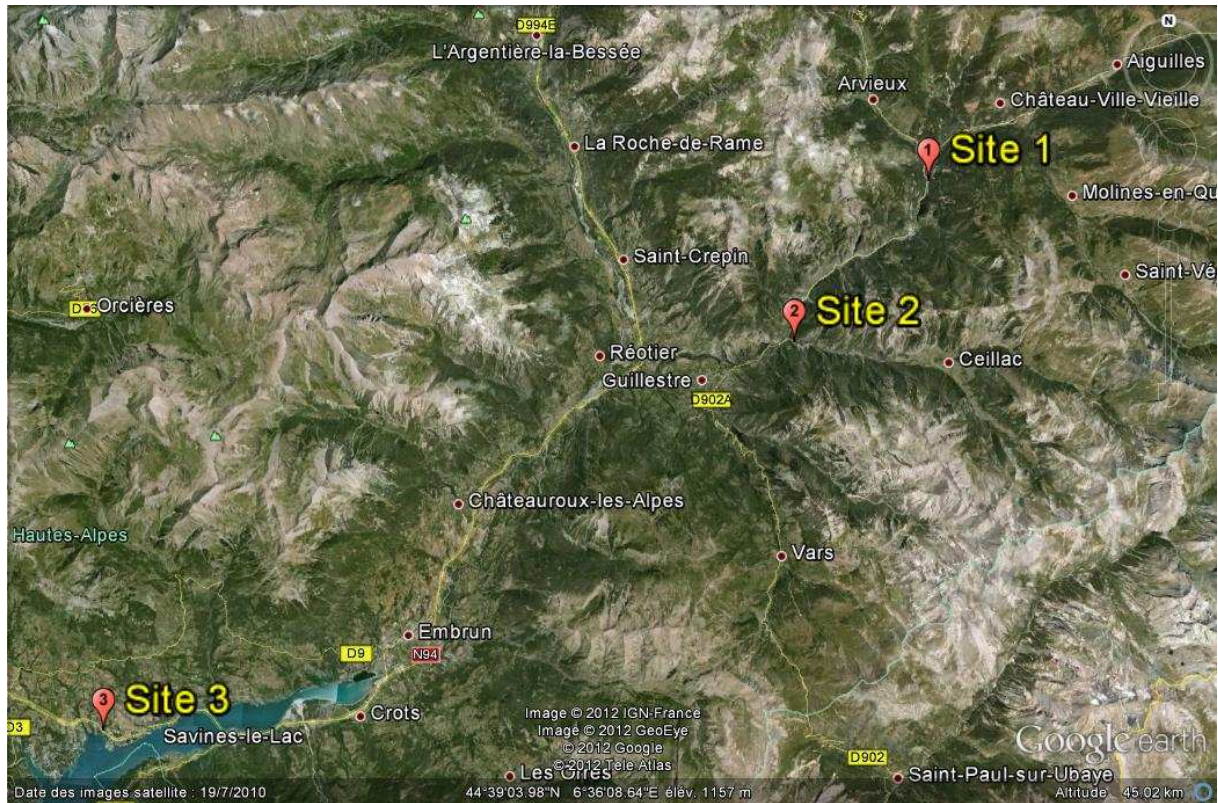 D994E
L'Argentière-la-Bessée
Aiguilles
Arvieux
Château-Ville-Vieille
N
1 Site 1
La Roche-de-Rame
Molines-en-Qu
Saint-Crepin
Saint-Vé
Orcières
2 Site 2
Réotier
Ceillac
Guillestre
D902A
Châteauroux-les-Alpes
Hautes-Alpes
Vars
Embrun
D9
N94
3 Site 3
Crots
D3
Savines-le-Lac
Image © 2012 IGN-France
Image © 2012 GeoEye
© 2012 Google
© 2012 Tele Atlas
Google earth
D902
Les Orres
Saint-Paul-sur-Ubaye
Date des images satellite : 19/7/2010
44°39'03.98"N 6°36'08.64"E élév. 1157 m
Altitude 45.02 km